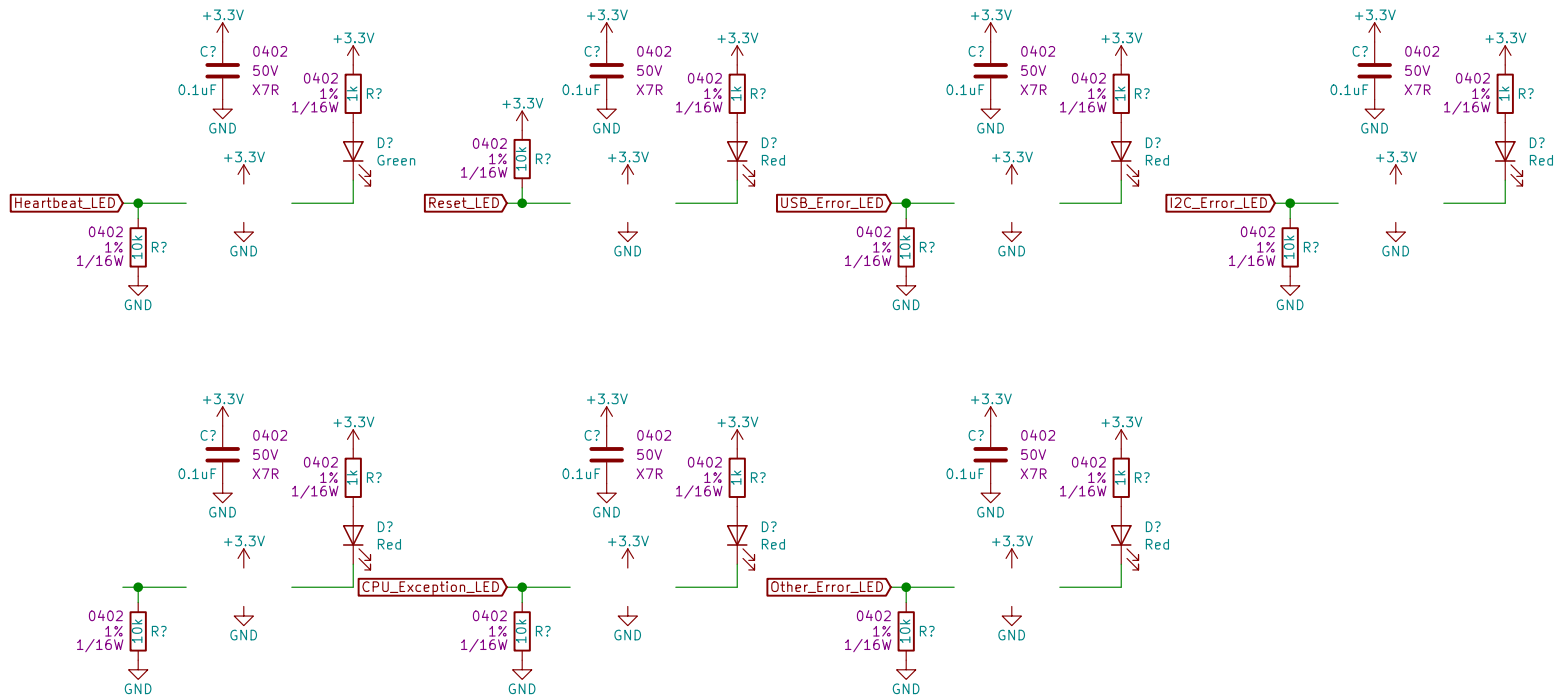 +3.3V
C?
0.1uF
0402
50V
X7R
GND
+3.3V
0402
1%
1/16W
1k
R?
D?
Green
+3.3V
Heartbeat_LED
0402
1%
1/16W
10k
R?
GND
GND
+3.3V
C?
0.1uF
0402
50V
X7R
GND
+3.3V
0402
1%
1/16W
1k
R?
D?
Red
+3.3V
0402
1%
1/16W
10k
R?
+3.3V
Reset_LED
GND
+3.3V
C?
0.1uF
0402
50V
X7R
GND
+3.3V
0402
1%
1/16W
1k
R?
D?
Red
+3.3V
USB_Error_LED
0402
1%
1/16W
10k
R?
GND
GND
+3.3V
C?
0.1uF
0402
50V
X7R
GND
+3.3V
0402
1%
1/16W
1k
R?
D?
Red
+3.3V
I2C_Error_LED
0402
1%
1/16W
10k
R?
GND
GND
+3.3V
C?
0.1uF
0402
50V
X7R
GND
+3.3V
0402
1%
1/16W
1k
R?
D?
Red
+3.3V
0402
1%
1/16W
10k
R?
GND
GND
+3.3V
C?
0.1uF
0402
50V
X7R
GND
+3.3V
0402
1%
1/16W
1k
R?
D?
Red
+3.3V
CPU_Exception_LED
0402
1%
1/16W
10k
R?
GND
GND
+3.3V
C?
0.1uF
0402
50V
X7R
GND
+3.3V
0402
1%
1/16W
1k
R?
D?
Red
+3.3V
Other_Error_LED
0402
1%
1/16W
10k
R?
GND
GND